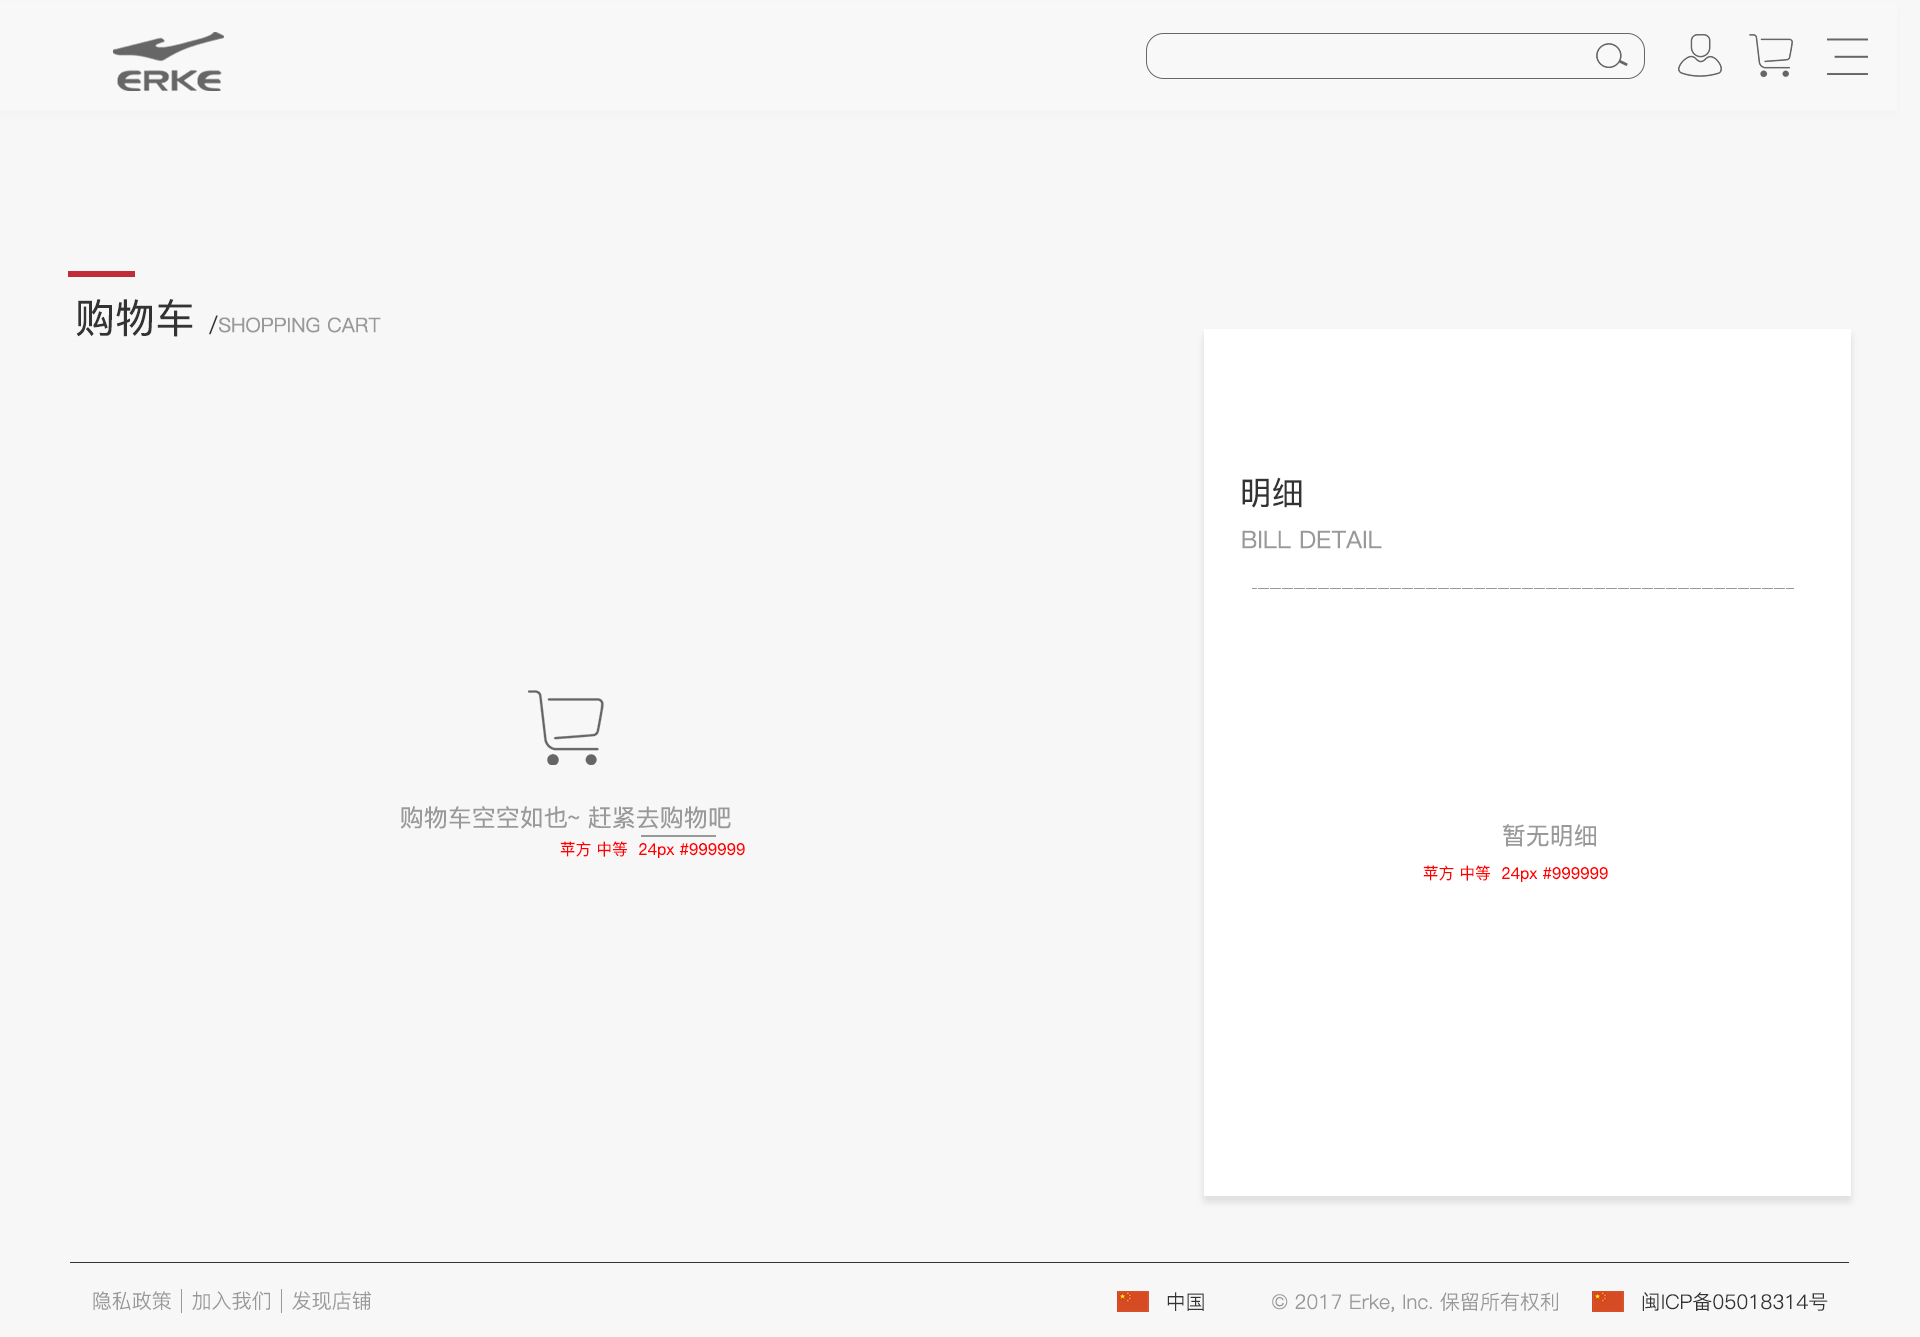 ERKE
购物车 /SHOPPING CART
明细
BILL DETAIL
购物车空空如也~ 赶紧去购物吧
苹方 中等 24px #999999
暂无明细
苹方 中等 24px #999999
隐私政策 | 加入我们 | 发现店铺 中国 © 2017 Erke, Inc. 保留所有权利 闽ICP备05018314号